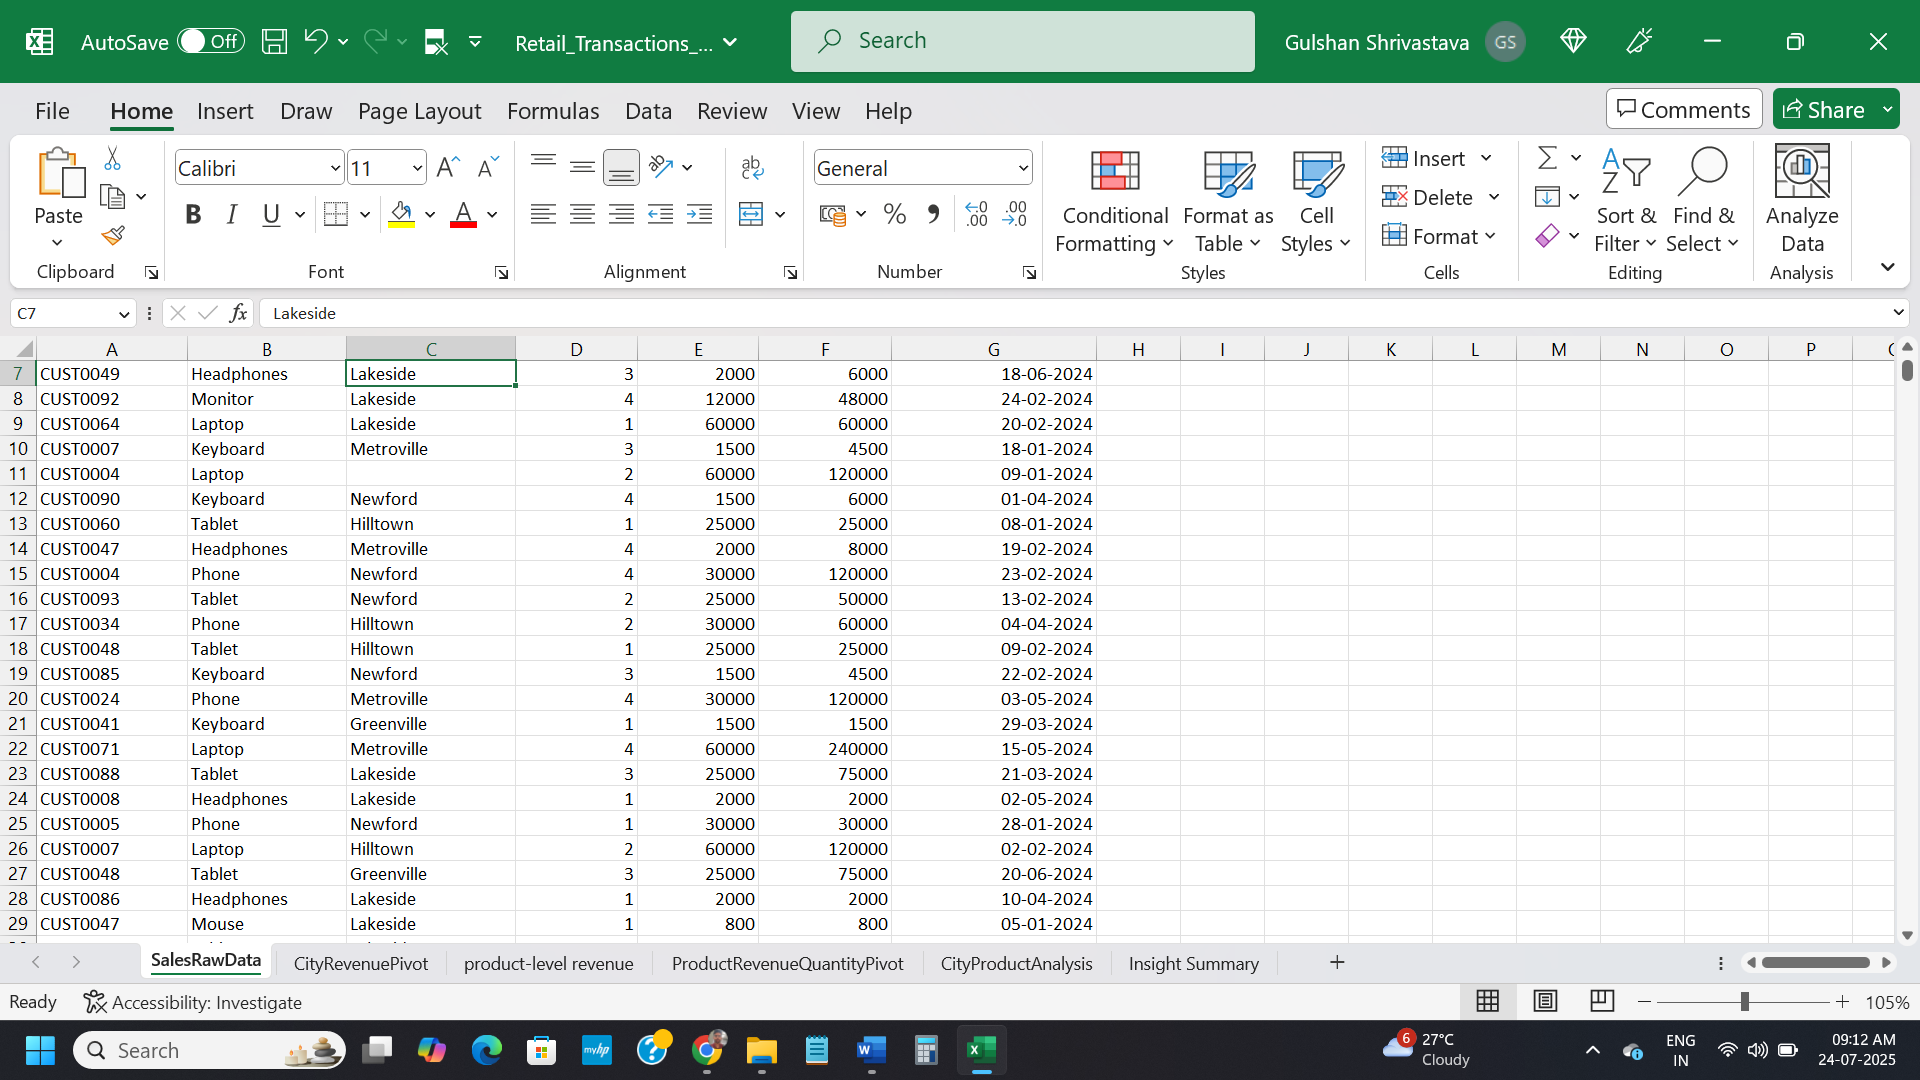 AutoSave Off Retail_Transactions_... Search Gulshan Shrivastava GS
File Home Insert Draw Page Layout Formulas Data Review View Help Comments Share
Paste Calibri 11 General Conditional Formatting Format as Table Cell Styles Insert Delete Format Sort & Filter Find & Select Analyze Data
Clipboard Font Alignment Number Styles Cells Editing Analysis
C7 fx Lakeside
A B C D E F G H I J K L M N O P
7 CUST0049 Headphones Lakeside 3 2000 6000 18-06-2024
8 CUST0092 Monitor Lakeside 4 12000 48000 24-02-2024
9 CUST0064 Laptop Lakeside 1 60000 60000 20-02-2024
10 CUST0007 Keyboard Metroville 3 1500 4500 18-01-2024
11 CUST0004 Laptop 2 60000 120000 09-01-2024
12 CUST0090 Keyboard Newford 4 1500 6000 01-04-2024
13 CUST0060 Tablet Hilltown 1 25000 25000 08-01-2024
14 CUST0047 Headphones Metroville 4 2000 8000 19-02-2024
15 CUST0004 Phone Newford 4 30000 120000 23-02-2024
16 CUST0093 Tablet Newford 2 25000 50000 13-02-2024
17 CUST0034 Phone Hilltown 2 30000 60000 04-04-2024
18 CUST0048 Tablet Hilltown 1 25000 25000 09-02-2024
19 CUST0085 Keyboard Newford 3 1500 4500 22-02-2024
20 CUST0024 Phone Metroville 4 30000 120000 03-05-2024
21 CUST0041 Keyboard Greenville 1 1500 1500 29-03-2024
22 CUST0071 Laptop Metroville 4 60000 240000 15-05-2024
23 CUST0088 Tablet Lakeside 3 25000 75000 21-03-2024
24 CUST0008 Headphones Lakeside 1 2000 2000 02-05-2024
25 CUST0005 Phone Newford 1 30000 30000 28-01-2024
26 CUST0007 Laptop Hilltown 2 60000 120000 02-02-2024
27 CUST0048 Tablet Greenville 3 25000 75000 20-06-2024
28 CUST0086 Headphones Lakeside 1 2000 2000 10-04-2024
29 CUST0047 Mouse Lakeside 1 800 800 05-01-2024
SalesRawData CityRevenuePivot product-level revenue ProductRevenueQuantityPivot CityProductAnalysis Insight Summary
Ready Accessibility: Investigate 105%
Search 6 27°C Cloudy ENG IN 09:12 AM 24-07-2025